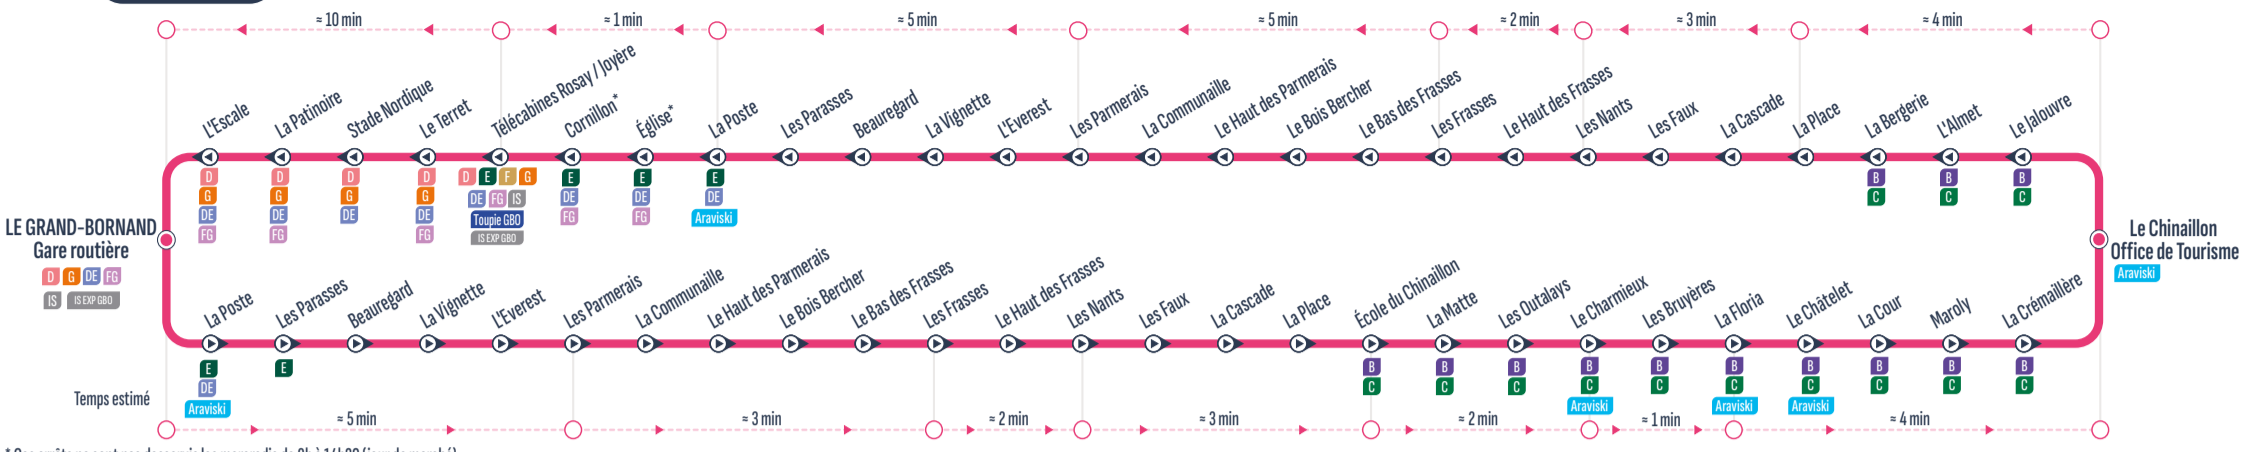 ≈ 10 min
≈ 1 min
≈ 5 min
≈ 5 min
≈ 2 min
≈ 3 min
≈ 4 min
L'Escale
La Patinoire
Stade Nordique
Le Terret
Télécabines Rosay / Joyère
Cornillon*
Église*
La Poste
Les Parasses
Beauregard
La Vignette
L'Everest
Les Parmerais
La Communaille
Le Haut des Parmerais
Le Bois Bercher
Le Bas des Frasses
Les Frasses
Le Haut des Frasses
Les Nants
Les Faux
La Cascade
La Place
La Bergerie
L'Almet
Le Jalouvre
D
G
DE
FG
D
G
DE
FG
D
G
DE
D
G
DE
FG
D E F G
DE FG IS
Toupie GBO
IS EXP GBO
E
DE
FG
E
DE
FG
E
DE
Araviski
B
C
B
C
B
C
LE GRAND-BORNAND
Gare routière
D G DE FG
IS IS EXP GBO
Le Chinaillon
Office de Tourisme
Araviski
La Poste
Les Parasses
Beauregard
La Vignette
L'Everest
Les Parmerais
La Communaille
Le Haut des Parmerais
Le Bois Bercher
Le Bas des Frasses
Les Frasses
Le Haut des Frasses
Les Nants
Les Faux
La Cascade
La Place
École du Chinaillon
La Matte
Les Outalays
Le Charmieux
Les Bruyères
La Floria
Le Châtelet
La Cour
Maroly
La Crémaillère
E
DE
Araviski
E
B
C
B
C
B
C
B
C
Araviski
B
C
B
C
Araviski
B
C
Araviski
B
C
B
C
B
C
Temps estimé
≈ 5 min
≈ 3 min
≈ 2 min
≈ 3 min
≈ 2 min
≈ 1 min
≈ 4 min